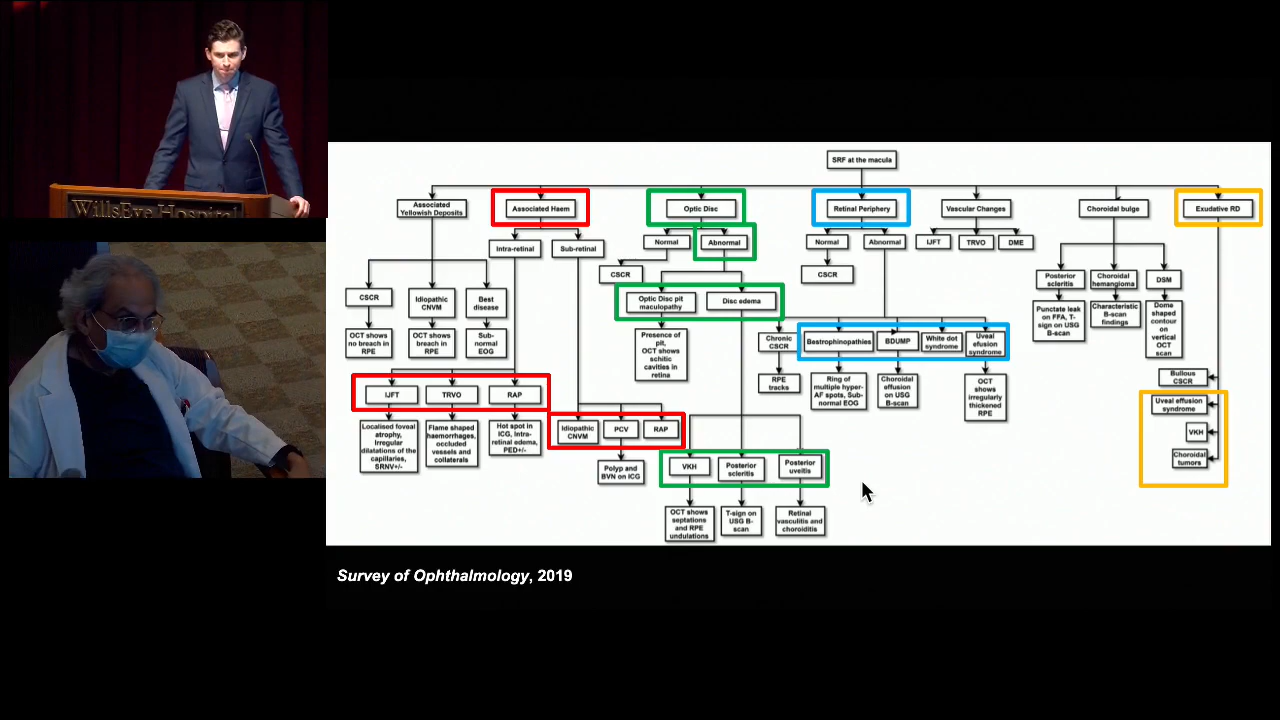 WillsEye Hospital
SRF at the macula
Associated
Yellowish Deposits
Associated Haem
Optic Disc
Retinal Periphery
Vascular Changes
Choroidal bulge
Exudative RD
Intra-retinal
Sub-retinal
Normal
Abnormal
Normal
Abnormal
IJFT
TRVO
DME
CSCR
CSCR
CSCR
Idiopathic
CNVM
Best
disease
Optic Disc pit
maculopathy
Disc edema
Posterior
scleritis
Choroidal
hemangioma
DSM
OCT shows
no breach in
RPE
OCT shows
breach in
RPE
Sub-
normal
EOG
Presence of
pit,
OCT shows
schitic
cavities in
retina
Chronic
CSCR
Bestrophinopathies
BDUMP
White dot
syndrome
Uveal
efusion
syndrome
Punctate leak
on FFA, T-
sign on USG
B-scan
Characteristic
B-scan
findings
Dome
shaped
contour
on
vertical
OCT
scan
RPE
tracks
Ring of
multiple hyper-
AF spots, Sub-
normal EOG
Choroidal
effusion
on USG
B-scan
OCT
shows
irregularly
thickened
RPE
Bullous
CSCR
Uveal effusion
syndrome
VKH
Choroidal
tumors
IJFT
TRVO
RAP
Localised foveal
atrophy,
Irregular
dilatations of the
capillaries,
SRNV+/-
Flame shaped
haemorrhages,
occluded
vessels and
collaterals
Hot spot in
ICG, Intra-
retinal edema,
PED+/-
Idiopathic
CNVM
PCV
RAP
Polyp and
BVN on ICG
VKH
Posterior
scleritis
Posterior
uveitis
OCT shows
septations
and RPE
undulations
T-sign on
USG B-
scan
Retinal
vasculitis and
choroiditis
Survey of Ophthalmology, 2019